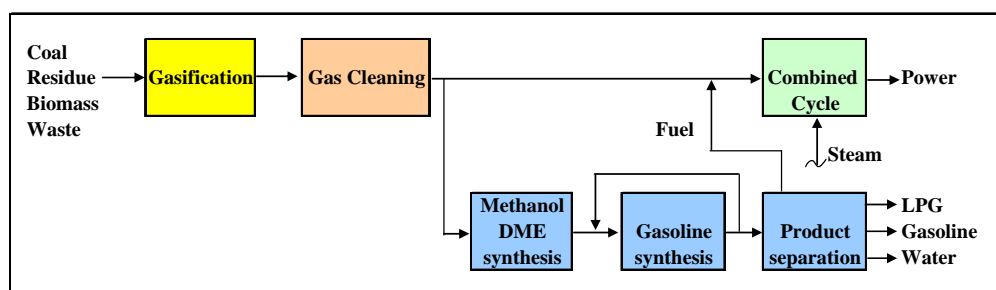 Coal
Residue
Biomass
Waste
Gasification
Gas Cleaning
Combined
Cycle
Power
Fuel
Steam
Methanol
DME
synthesis
Gasoline
synthesis
Product
separation
LPG
Gasoline
Water